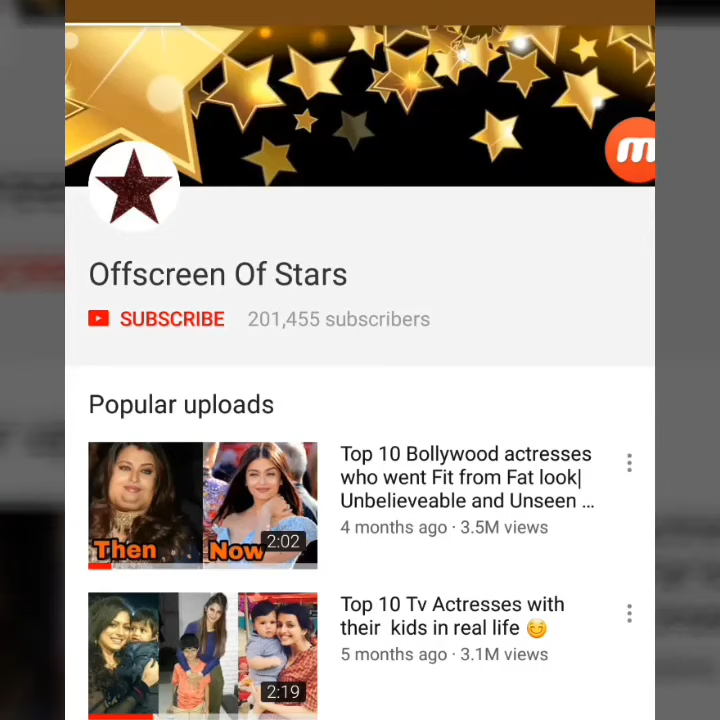 m
Offscreen Of Stars
SUBSCRIBE 201,455 subscribers
Popular uploads
Top 10 Bollywood actresses
who went Fit from Fat look|
Unbelieveable and Unseen ...
4 months ago · 3.5M views
Then
Now
2:02
Top 10 Tv Actresses with
their kids in real life 😊
5 months ago · 3.1M views
2:19